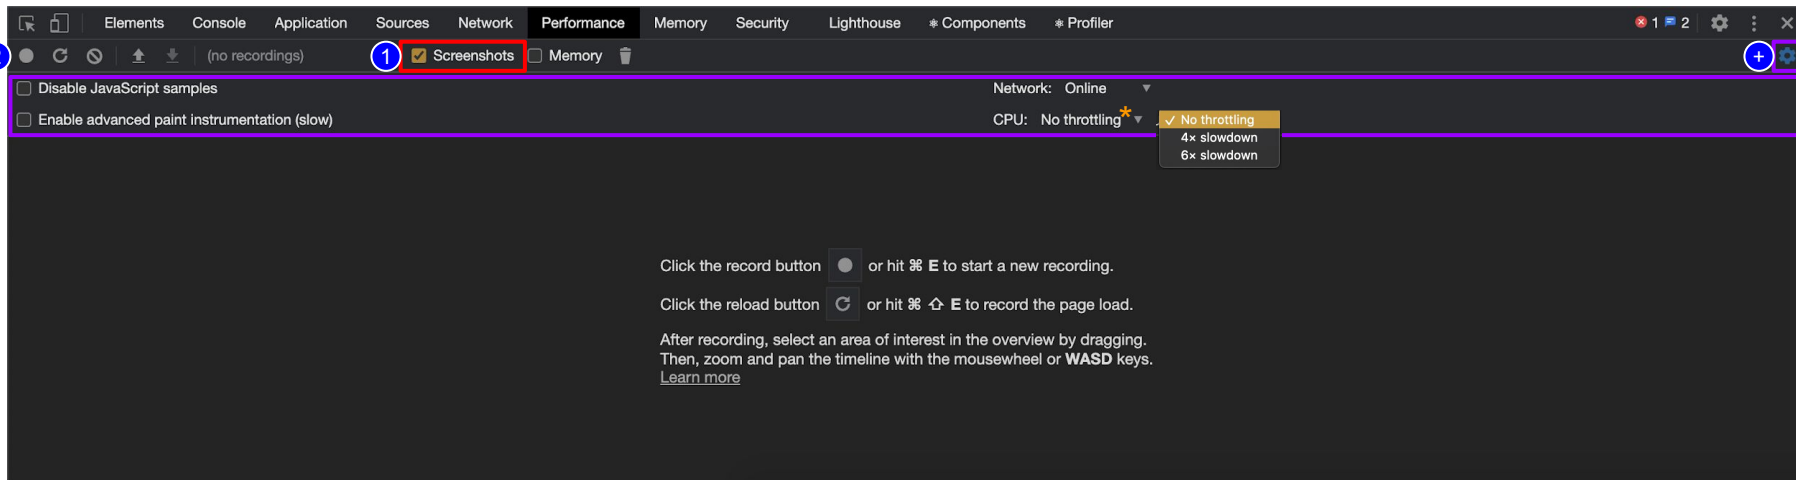 Elements Console Application Sources Network Performance Memory Security Lighthouse ⚛ Components ⚛ Profiler 1 2
2 (no recordings) 1 Screenshots Memory +
Disable JavaScript samples Network: Online
Enable advanced paint instrumentation (slow) CPU: No throttling * ✓ No throttling
4× slowdown
6× slowdown
Click the record button or hit ⌘ E to start a new recording.
Click the reload button or hit ⌘ ⇧ E to record the page load.
After recording, select an area of interest in the overview by dragging.
Then, zoom and pan the timeline with the mousewheel or WASD keys.
Learn more